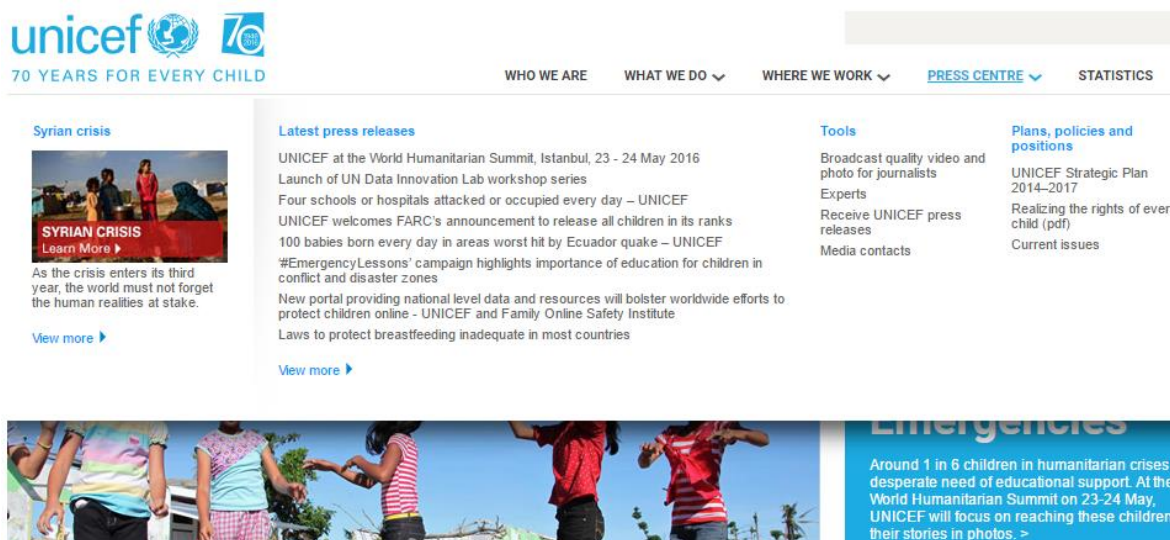 unicef
70
70 YEARS FOR EVERY CHILD
WHO WE ARE WHAT WE DO WHERE WE WORK PRESS CENTRE STATISTICS
Syrian crisis
SYRIAN CRISIS
Learn More
As the crisis enters its third
year, the world must not forget
the human realities at stake.
View more
Latest press releases
UNICEF at the World Humanitarian Summit, Istanbul, 23 - 24 May 2016
Launch of UN Data Innovation Lab workshop series
Four schools or hospitals attacked or occupied every day – UNICEF
UNICEF welcomes FARC's announcement to release all children in its ranks
100 babies born every day in areas worst hit by Ecuador quake – UNICEF
'#EmergencyLessons' campaign highlights importance of education for children in
conflict and disaster zones
New portal providing national level data and resources will bolster worldwide efforts to
protect children online - UNICEF and Family Online Safety Institute
Laws to protect breastfeeding inadequate in most countries
View more
Tools
Broadcast quality video and
photo for journalists
Experts
Receive UNICEF press
releases
Media contacts
Plans, policies and
positions
UNICEF Strategic Plan
2014–2017
Realizing the rights of ever
child (pdf)
Current issues
Emergencies
Around 1 in 6 children in humanitarian crises
desperate need of educational support. At the
World Humanitarian Summit on 23-24 May,
UNICEF will focus on reaching these children
their stories in photos. >